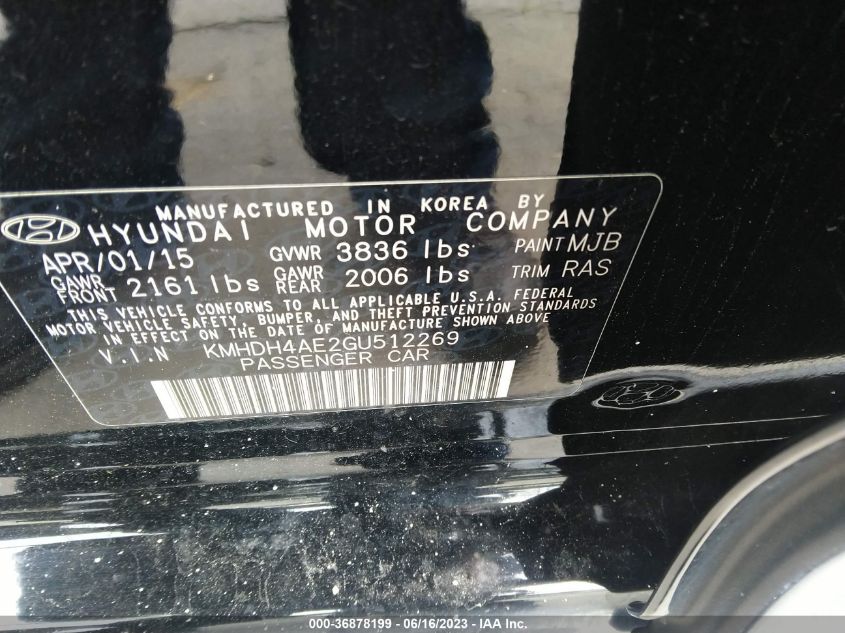 MANUFACTURED IN KOREA BY
HYUNDAI MOTOR COMPANY
APR/01/15 GVWR 3836 lbs PAINT MJB
GAWR FRONT 2161 lbs GAWR REAR 2006 lbs TRIM RAS
THIS VEHICLE CONFORMS TO ALL APPLICABLE U.S.A. FEDERAL
MOTOR VEHICLE SAFETY, BUMPER, AND THEFT PREVENTION STANDARDS
IN EFFECT ON THE DATE OF MANUFACTURE SHOWN ABOVE
V.I.N KMHDH4AE2GU512269
PASSENGER CAR
000-36878199 - 06/16/2023 - IAA Inc.